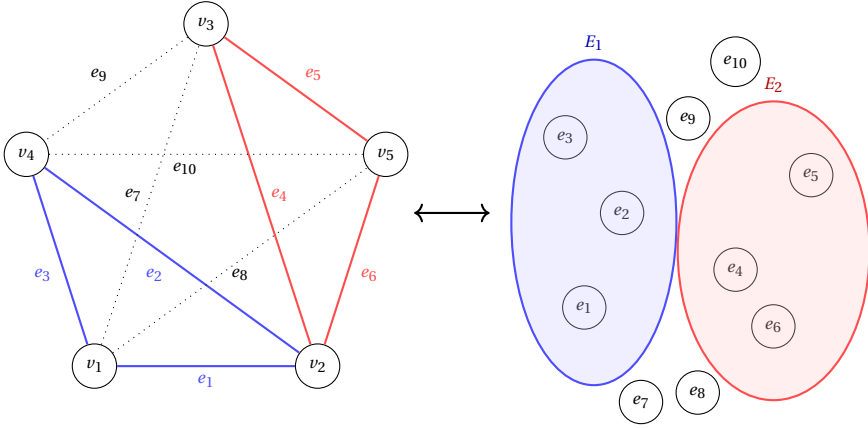 v₃
e₉
e₅
v₄
v₅
e₁₀
e₇
e₄
e₃
e₂
e₈
e₆
v₁
v₂
e₁
E₁
e₁₀
E₂
e₉
e₃
e₅
e₂
e₄
e₁
e₆
e₇
e₈